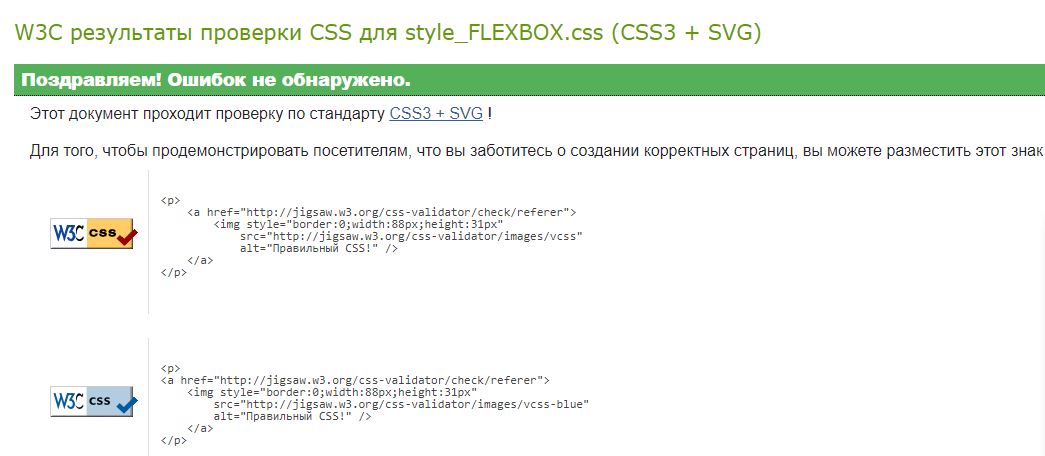 W3C результаты проверки CSS для style_FLEXBOX.css (CSS3 + SVG)
Поздравляем! Ошибок не обнаружено.
Этот документ проходит проверку по стандарту CSS3 + SVG !
Для того, чтобы продемонстрировать посетителям, что вы заботитесь о создании корректных страниц, вы можете разместить этот знак
<p>
<a href="http://jigsaw.w3.org/css-validator/check/referer">
<img style="border:0;width:88px;height:31px"
src="http://jigsaw.w3.org/css-validator/images/vcss"
alt="Правильный CSS!" />
</a>
</p>
W3C css
<p>
<a href="http://jigsaw.w3.org/css-validator/check/referer">
<img style="border:0;width:88px;height:31px"
src="http://jigsaw.w3.org/css-validator/images/vcss-blue"
alt="Правильный CSS!" />
</a>
</p>
W3C css